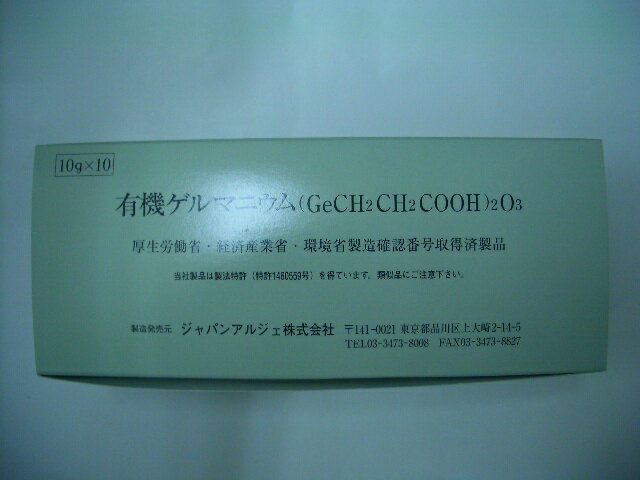 10g×10
有機ゲルマニウム(GeCH2CH2COOH)2O3
厚生労働省・経済産業省・環境省製造確認番号取得済製品
当社製品は製法特許(特許1460569号)を得ています。類似品にご注意下さい。
製造発売元 ジャパンアルジェ株式会社 〒141-0021 東京都品川区上大崎2-14-5
TEL03-3473-8008 FAX03-3473-8827